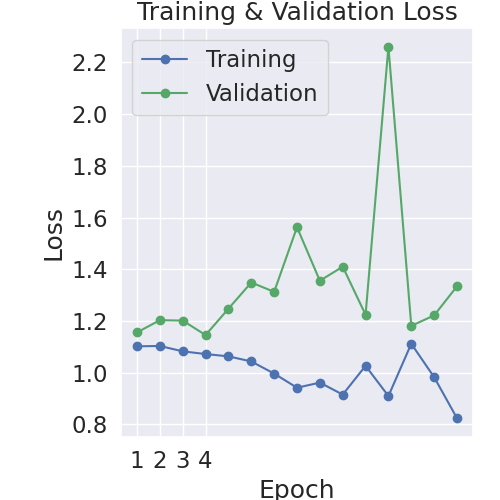 Training & Validation Loss
Training
Validation
Loss
2.2
2.0
1.8
1.6
1.4
1.2
1.0
0.8
1 2 3 4
Epoch